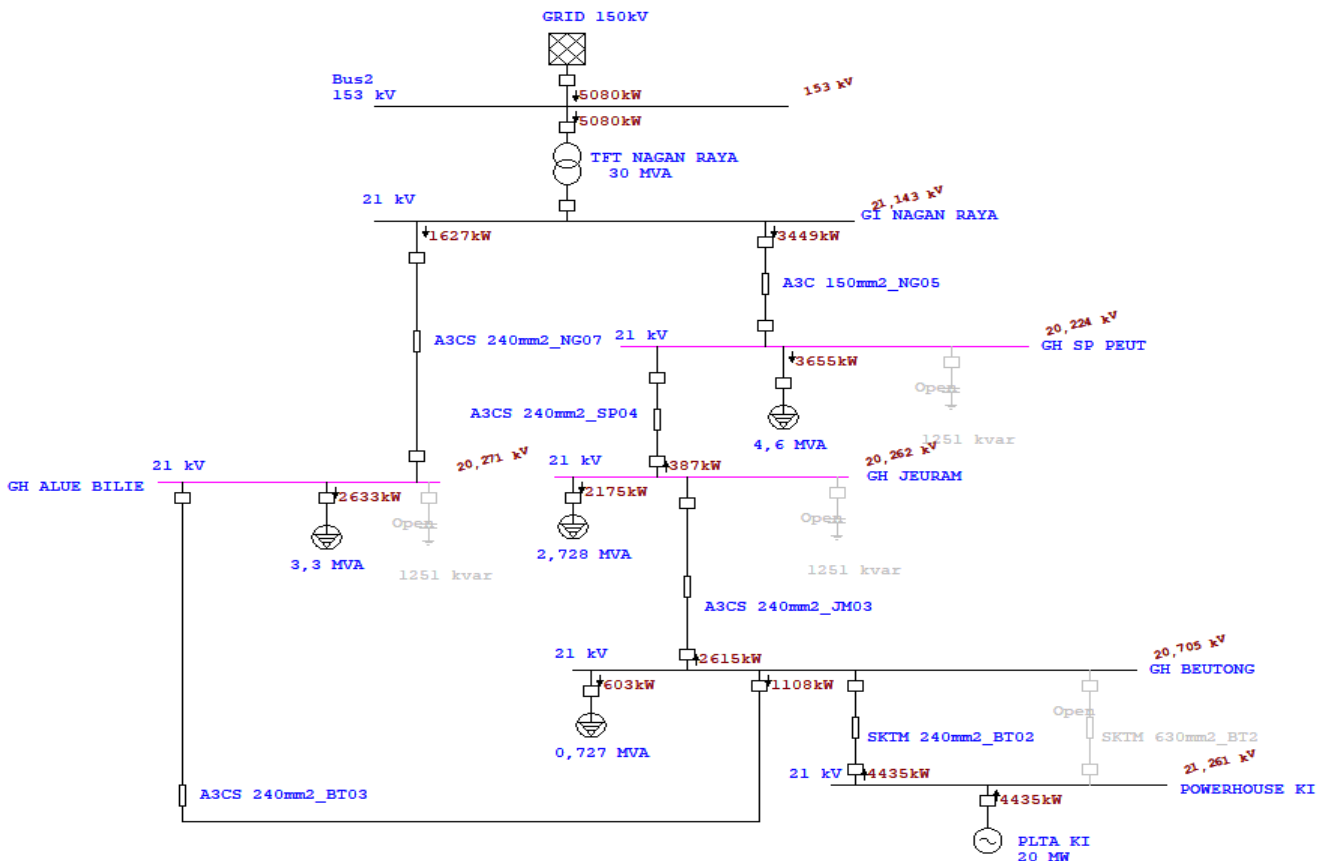 GRID 150kV
Bus2
153 kV
5080kW
153 kV
5080kW
TFT NAGAN RAYA
30 MVA
21 kV
21,143 kV
GI NAGAN RAYA
1627kW
3449kW
A3C 150mm2_NG05
A3CS 240mm2_NG07
21 kV
20,224 kV
GH SP PEUT
3655kW
Open
A3CS 240mm2_SP04
4,6 MVA
1251 kvar
21 kV
20,271 kV
GH ALUE BILIE
2633kW
Open
3,3 MVA
1251 kvar
21 kV
387kW
20,262 kV
GH JEURAM
2175kW
Open
2,728 MVA
1251 kvar
A3CS 240mm2_JM03
21 kV
2615kW
20,705 kV
GH BEUTONG
603kW
1108kW
Open
0,727 MVA
SKTM 240mm2_BT02
SKTM 630mm2_BT2
A3CS 240mm2_BT03
21 kV
4435kW
21,261 kV
POWERHOUSE KI
4435kW
PLTA KI
20 MW